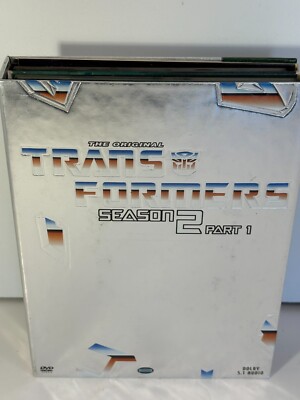 THE ORIGINAL
TRANS
FORMERS
SEASON 2 PART 1
DVD
DOLBY
5.1 AUDIO